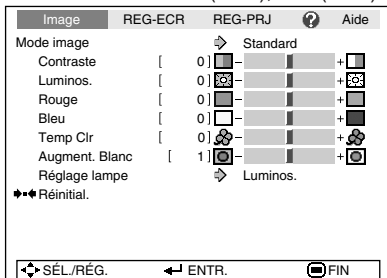 Image REG-ECR REG-PRJ ? Aide
Mode image Standard
Contraste [ 0] - +
Luminos. [ 0] - +
Rouge [ 0] - +
Bleu [ 0] - +
Temp Clr [ 0] - +
Augment. Blanc [ 1] - +
Réglage lampe Luminos.
Réinitial.
SÉL./RÉG. ENTR. FIN